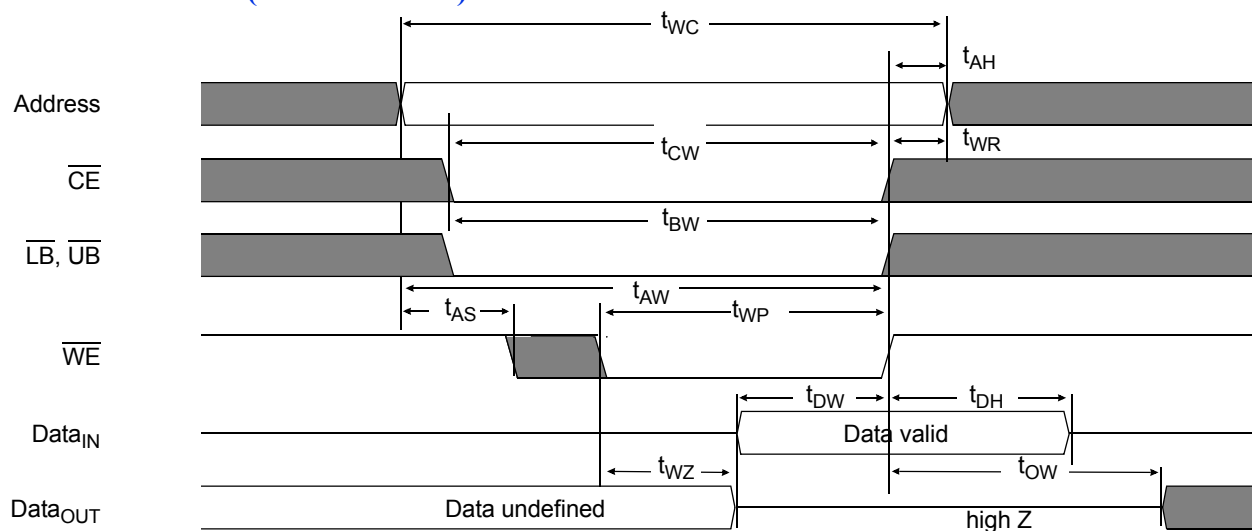 tWC
tAH
Address
tCW
tWR
CE
tBW
LB, UB
tAW
tAS
tWP
WE
tDW
tDH
DataIN
Data valid
tWZ
tOW
DataOUT
Data undefined
high Z